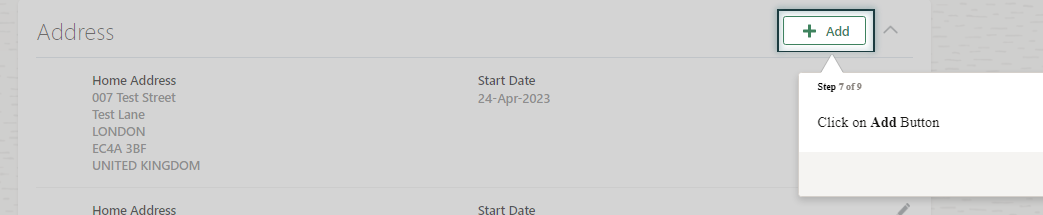 Address
Add
Home Address
Start Date
007 Test Street
24-Apr-2023
Test Lane
LONDON
EC4A 3BF
UNITED KINGDOM
Step 7 of 9
Click on Add Button
Home Address
Start Date